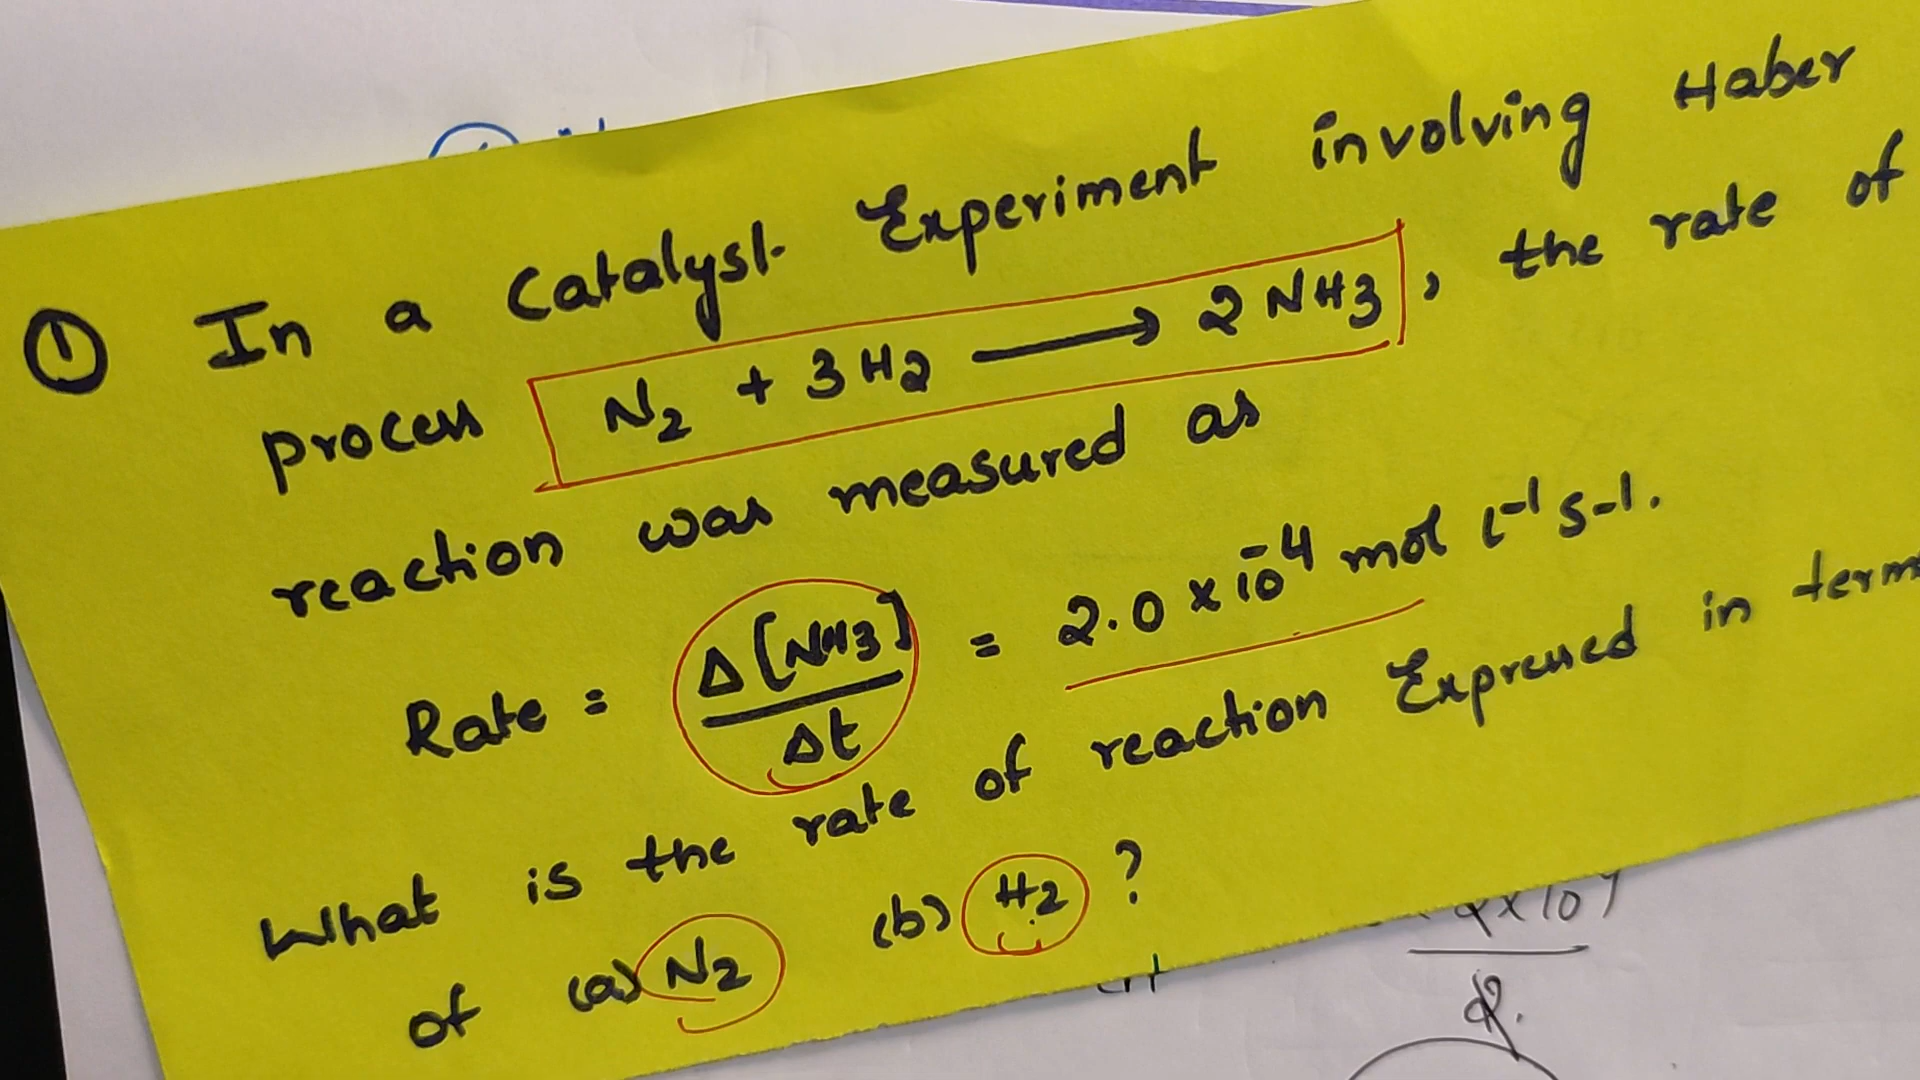 ① In a Catalyst Experiment involving Haber
process N2 + 3H2 ⟶ 2NH3, the rate of
reaction was measured as
Rate = Δ[NH3]/Δt = 2.0 × 10⁻⁴ mol L⁻¹ s-1.
What is the rate of reaction Expressed in term
of (a) N2 (b) H2 ?